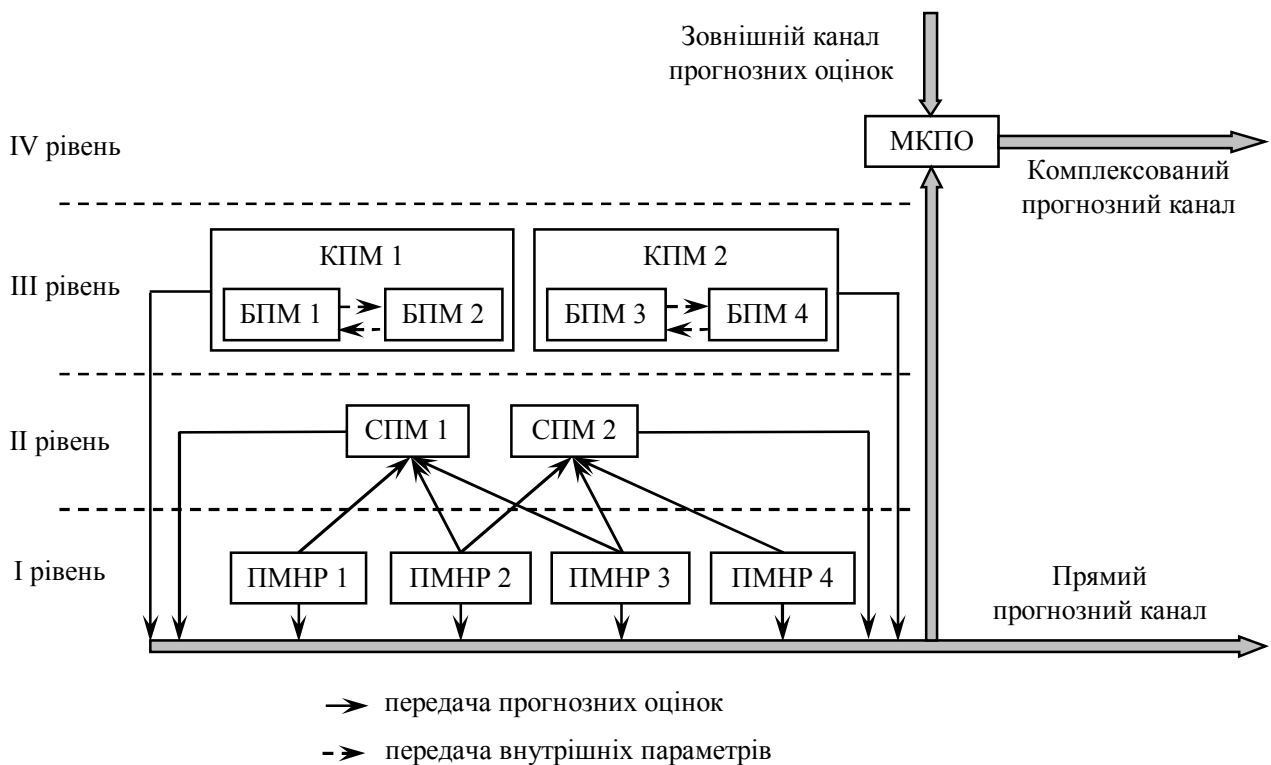 Зовнішній канал
прогнозних оцінок
IV рівень
МКПО
Комплексований
прогнозний канал
III рівень
КПМ 1
КПМ 2
БПМ 1
БПМ 2
БПМ 3
БПМ 4
II рівень
СПМ 1
СПМ 2
I рівень
ПМНР 1
ПМНР 2
ПМНР 3
ПМНР 4
Прямий
прогнозний канал
передача прогнозних оцінок
передача внутрішніх параметрів